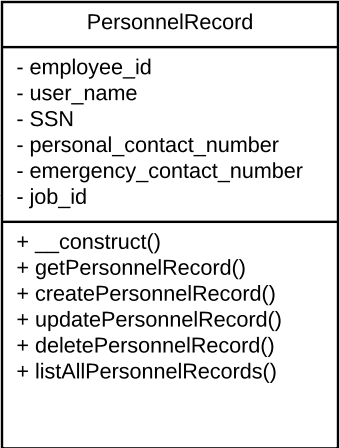 PersonnelRecord
- employee_id
- user_name
- SSN
- personal_contact_number
- emergency_contact_number
- job_id
+ __construct()
+ getPersonnelRecord()
+ createPersonnelRecord()
+ updatePersonnelRecord()
+ deletePersonnelRecord()
+ listAllPersonnelRecords()